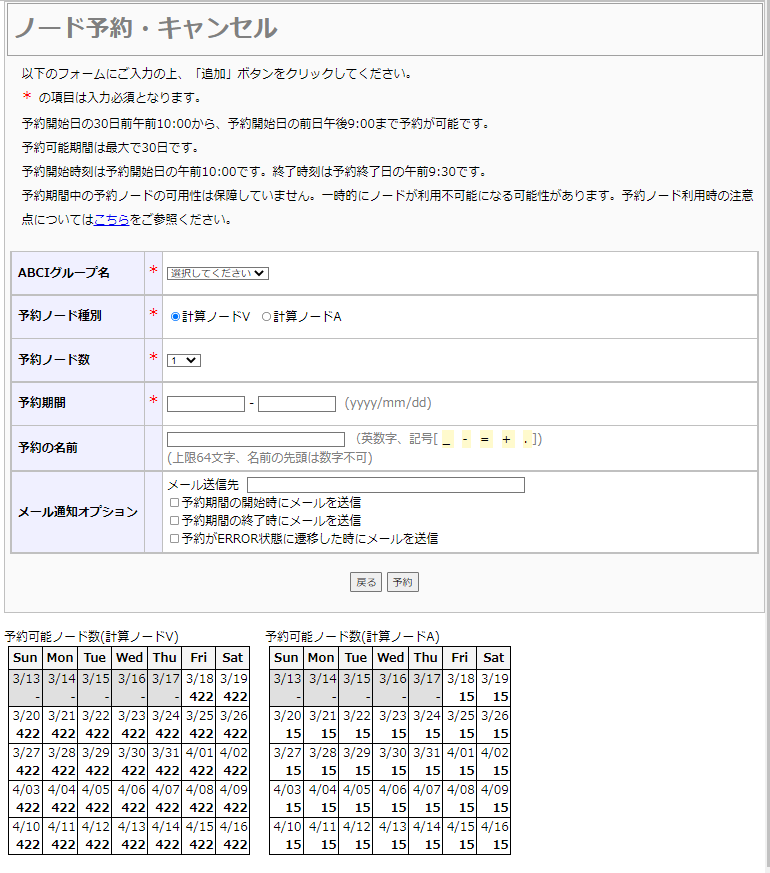 ノード予約・キャンセル
以下のフォームにご入力の上、「追加」ボタンをクリックしてください。
* の項目は入力必須となります。
予約開始日の30日前午前10:00から、予約開始日の前日午後9:00まで予約が可能です。
予約可能期間は最大で30日です。
予約開始時刻は予約開始日の午前10:00です。終了時刻は予約終了日の午前9:30です。
予約期間中の予約ノードの可用性は保障していません。一時的にノードが利用不可能になる可能性があります。予約ノード利用時の注意
点についてはこちらをご参照ください。
ABCIグループ名 * 選択してください
予約ノード種別 * 計算ノードV 計算ノードA
予約ノード数 * 1
予約期間 * - (yyyy/mm/dd)
予約の名前 (英数字、記号[ _ - = + . ])
(上限64文字、名前の先頭は数字不可)
メール通知オプション メール送信先
予約期間の開始時にメールを送信
予約期間の終了時にメールを送信
予約がERROR状態に遷移した時にメールを送信
戻る 予約
予約可能ノード数(計算ノードV)
Sun Mon Tue Wed Thu Fri Sat
3/13 3/14 3/15 3/16 3/17 3/18 3/19
- - - - - 422 422
3/20 3/21 3/22 3/23 3/24 3/25 3/26
422 422 422 422 422 422 422
3/27 3/28 3/29 3/30 3/31 4/01 4/02
422 422 422 422 422 422 422
4/03 4/04 4/05 4/06 4/07 4/08 4/09
422 422 422 422 422 422 422
4/10 4/11 4/12 4/13 4/14 4/15 4/16
422 422 422 422 422 422 422
予約可能ノード数(計算ノードA)
Sun Mon Tue Wed Thu Fri Sat
3/13 3/14 3/15 3/16 3/17 3/18 3/19
- - - - - 15 15
3/20 3/21 3/22 3/23 3/24 3/25 3/26
15 15 15 15 15 15 15
3/27 3/28 3/29 3/30 3/31 4/01 4/02
15 15 15 15 15 15 15
4/03 4/04 4/05 4/06 4/07 4/08 4/09
15 15 15 15 15 15 15
4/10 4/11 4/12 4/13 4/14 4/15 4/16
15 15 15 15 15 15 15